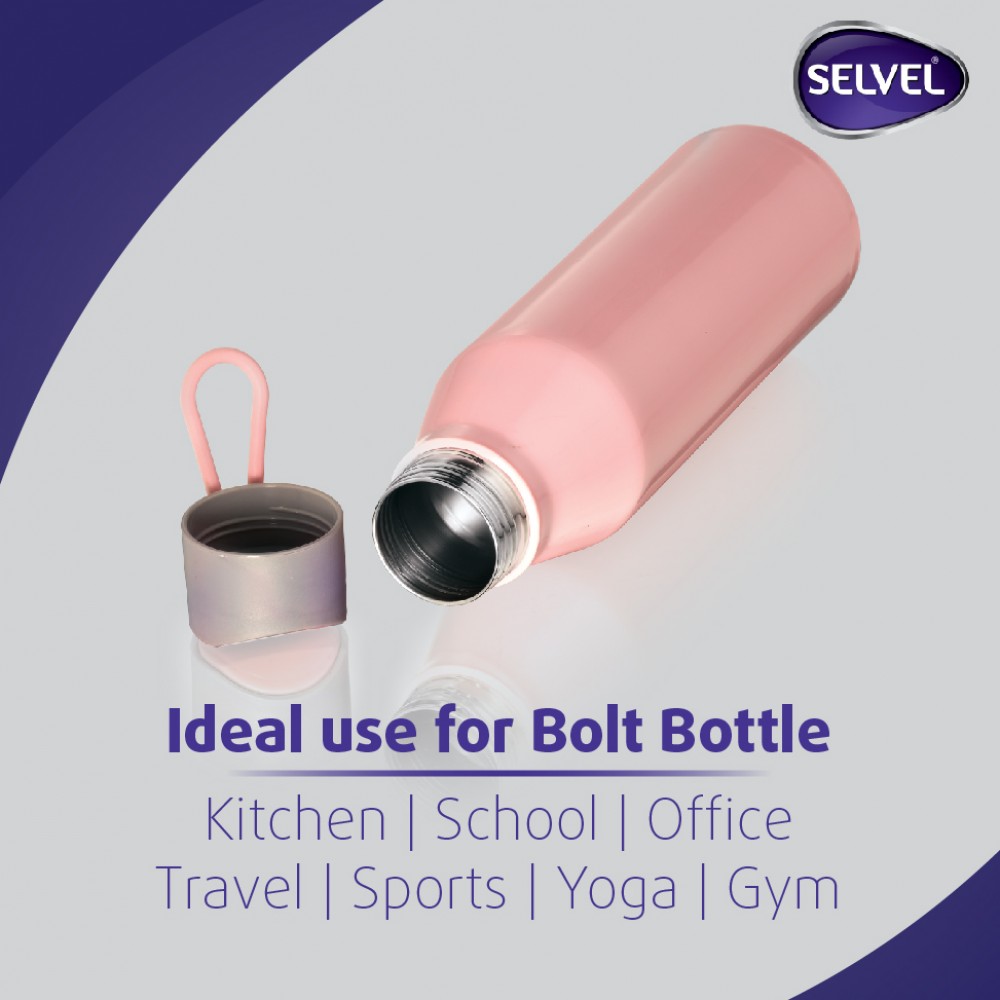 SELVEL®
Ideal use for Bolt Bottle
Kitchen | School | Office
Travel | Sports | Yoga | Gym